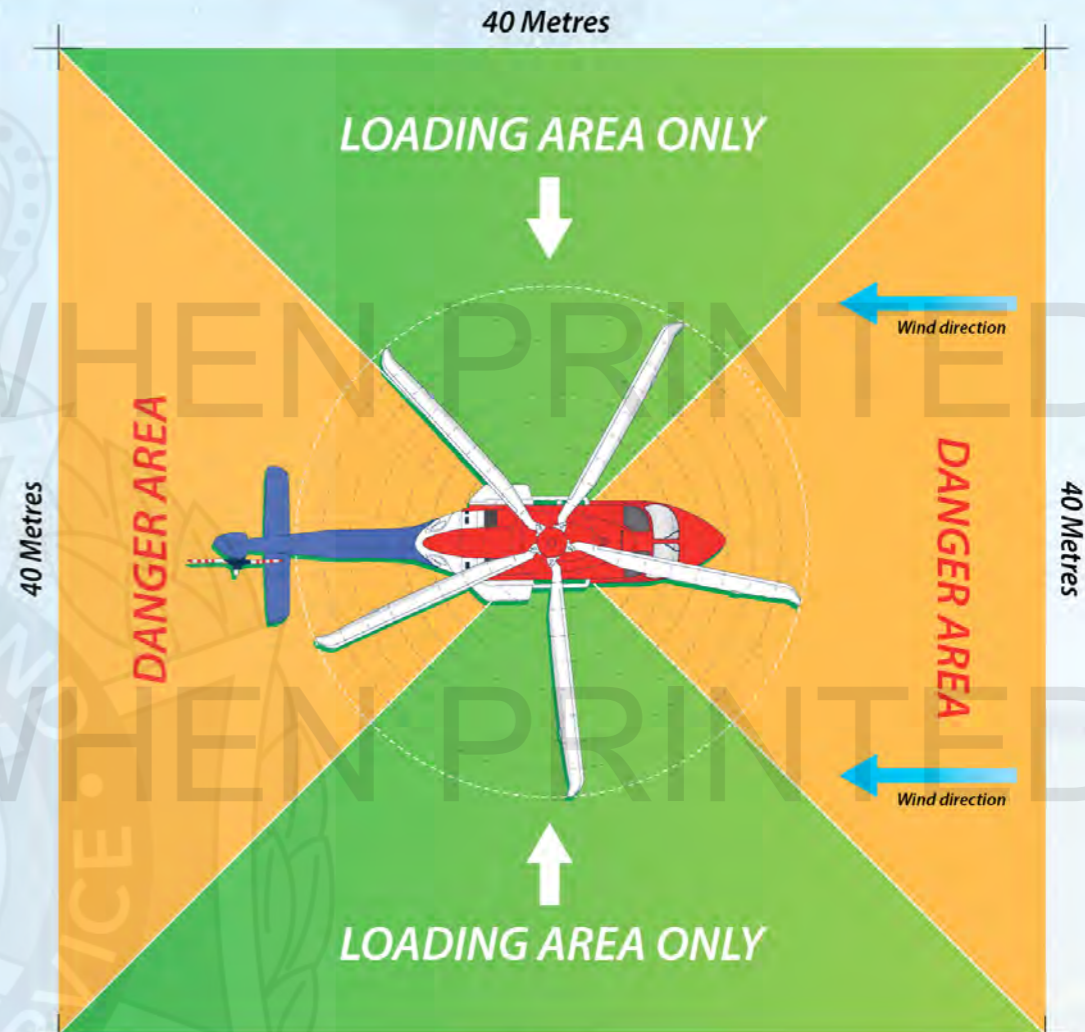 40 Metres
LOADING AREA ONLY
Wind direction
WHEN PRINTED
DANGER AREA
DANGER AREA
40 Metres
40 Metres
WHEN PRINTED
Wind direction
VICE
LOADING AREA ONLY